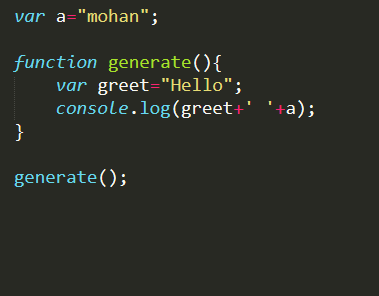 var a="mohan";
function generate(){
    var greet="Hello";
    console.log(greet+' '+a);
}
generate();